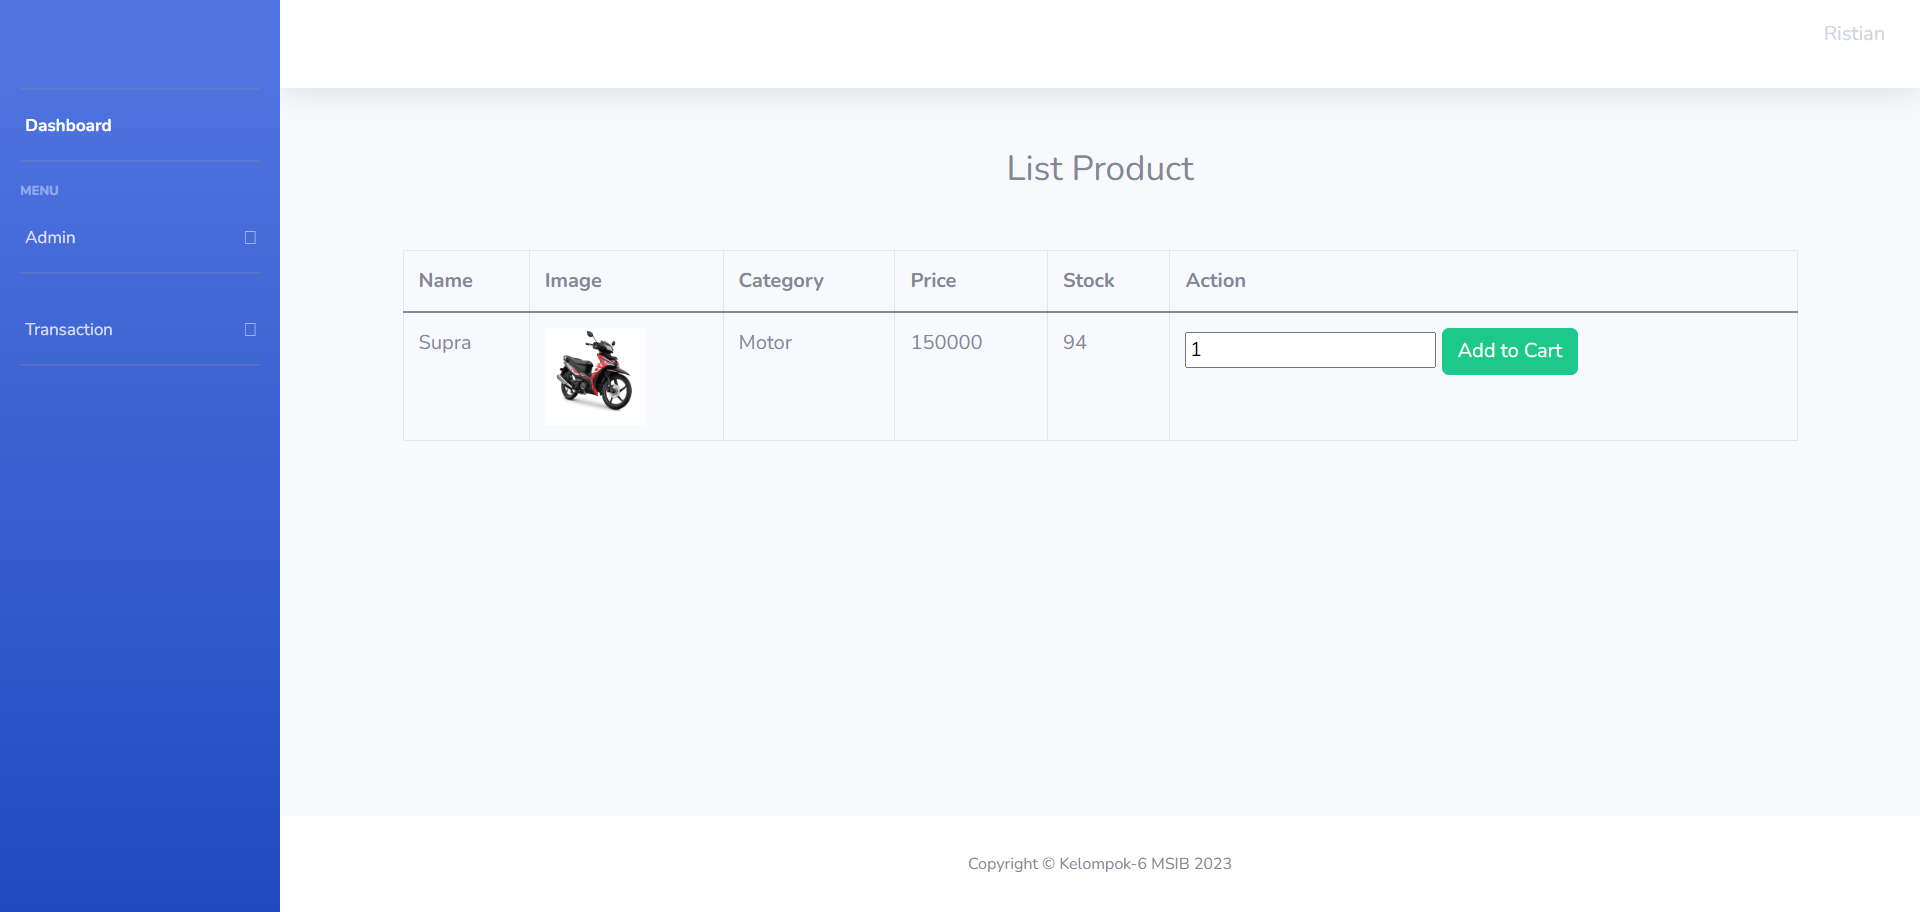 Ristian
Dashboard
MENU
Admin
Transaction
List Product
Name Image Category Price Stock Action
Supra Motor 150000 94 1 Add to Cart
Copyright © Kelompok-6 MSIB 2023